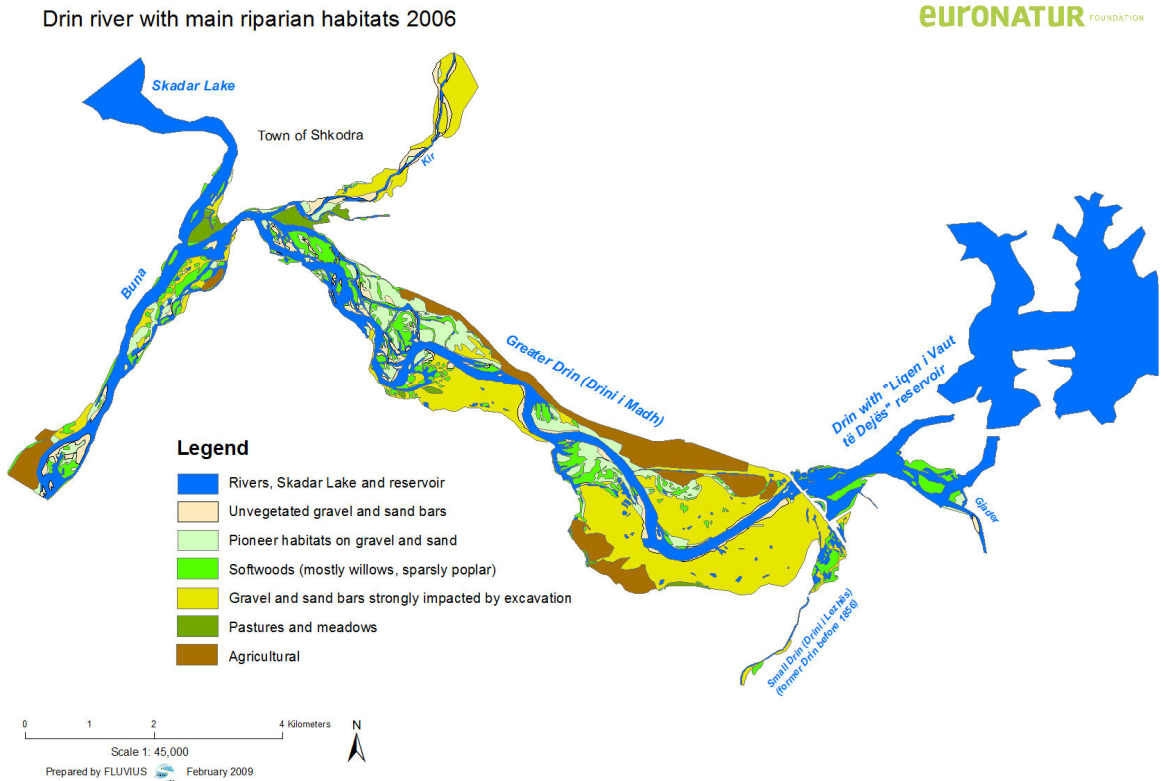 Drin river with main riparian habitats 2006
euronatur FOUNDATION
Skadar Lake
Town of Shkodra
Kir
Buna
Greater Drin (Drini i Madh)
Drin with "Liqen i Vaut
të Dejës" reservoir
Gjader
Small Drin (Drini i Lezhës)
(former Drin before 1856)
Legend
Rivers, Skadar Lake and reservoir
Unvegetated gravel and sand bars
Pioneer habitats on gravel and sand
Softwoods (mostly willows, sparsly poplar)
Gravel and sand bars strongly impacted by excavation
Pastures and meadows
Agricultural
0 1 2 4 Kilometers
N
Scale 1: 45,000
Prepared by FLUVIUS February 2009